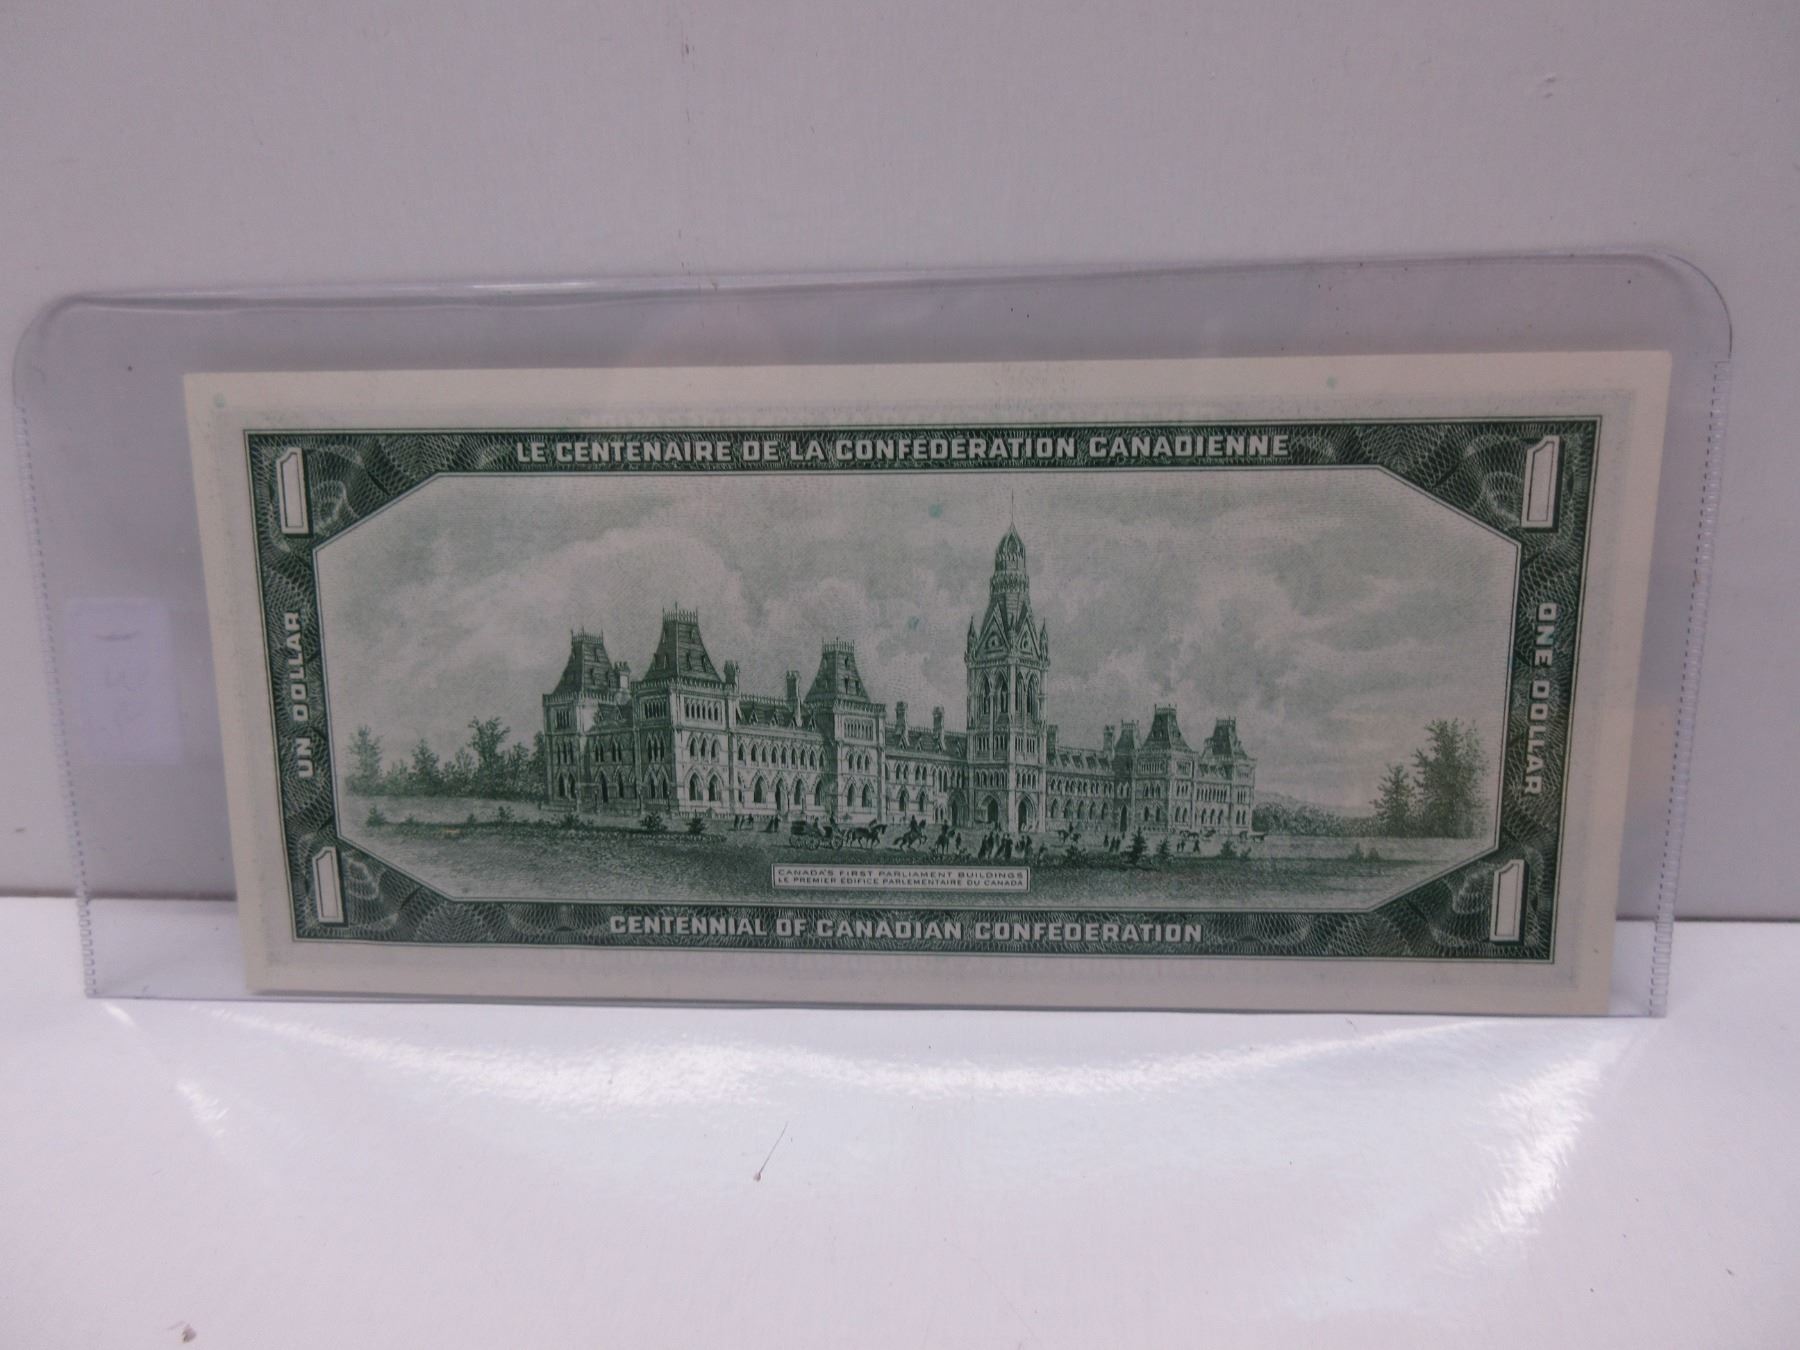 1 LE CENTENAIRE DE LA CONFÉDÉRATION CANADIENNE 1
UN DOLLAR
ONE DOLLAR
CANADA'S FIRST PARLIAMENT BUILDINGS
LE PREMIER EDIFICE PARLEMENTAIRE DU CANADA
1 CENTENNIAL OF CANADIAN CONFEDERATION 1